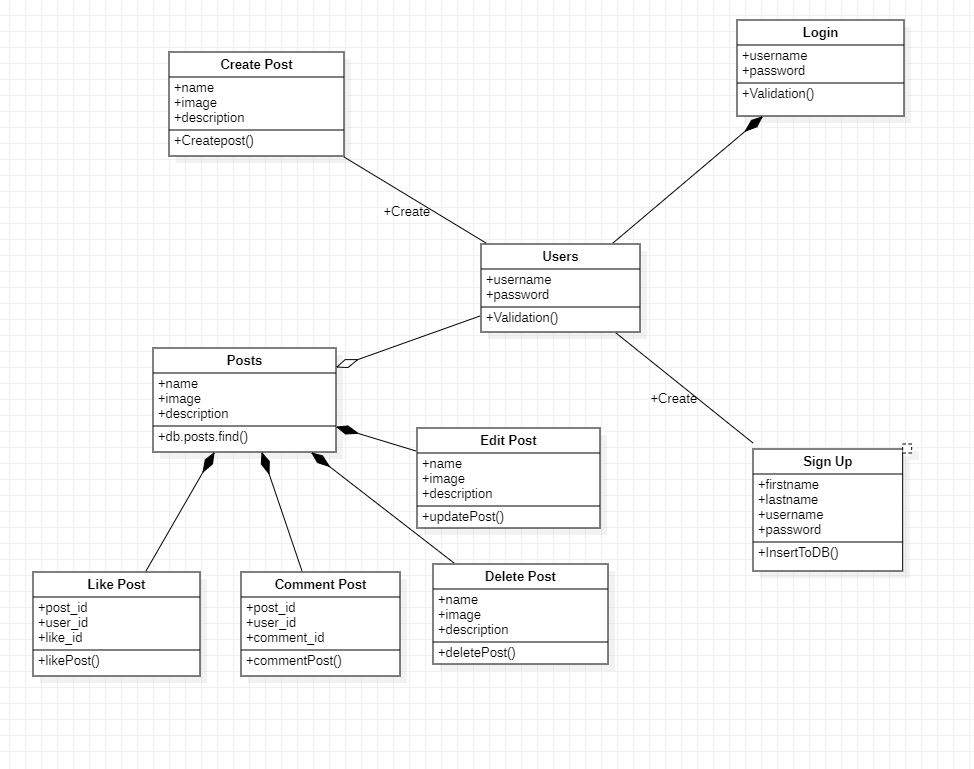 Login
+username
+password
+Validation()
Create Post
+name
+image
+description
+Createpost()
+Create
Users
+username
+password
+Validation()
Posts
+name
+image
+description
+db.posts.find()
+Create
Edit Post
+name
+image
+description
+updatePost()
Sign Up
+firstname
+lastname
+username
+password
+InsertToDB()
Like Post
+post_id
+user_id
+like_id
+likePost()
Comment Post
+post_id
+user_id
+comment_id
+commentPost()
Delete Post
+name
+image
+description
+deletePost()